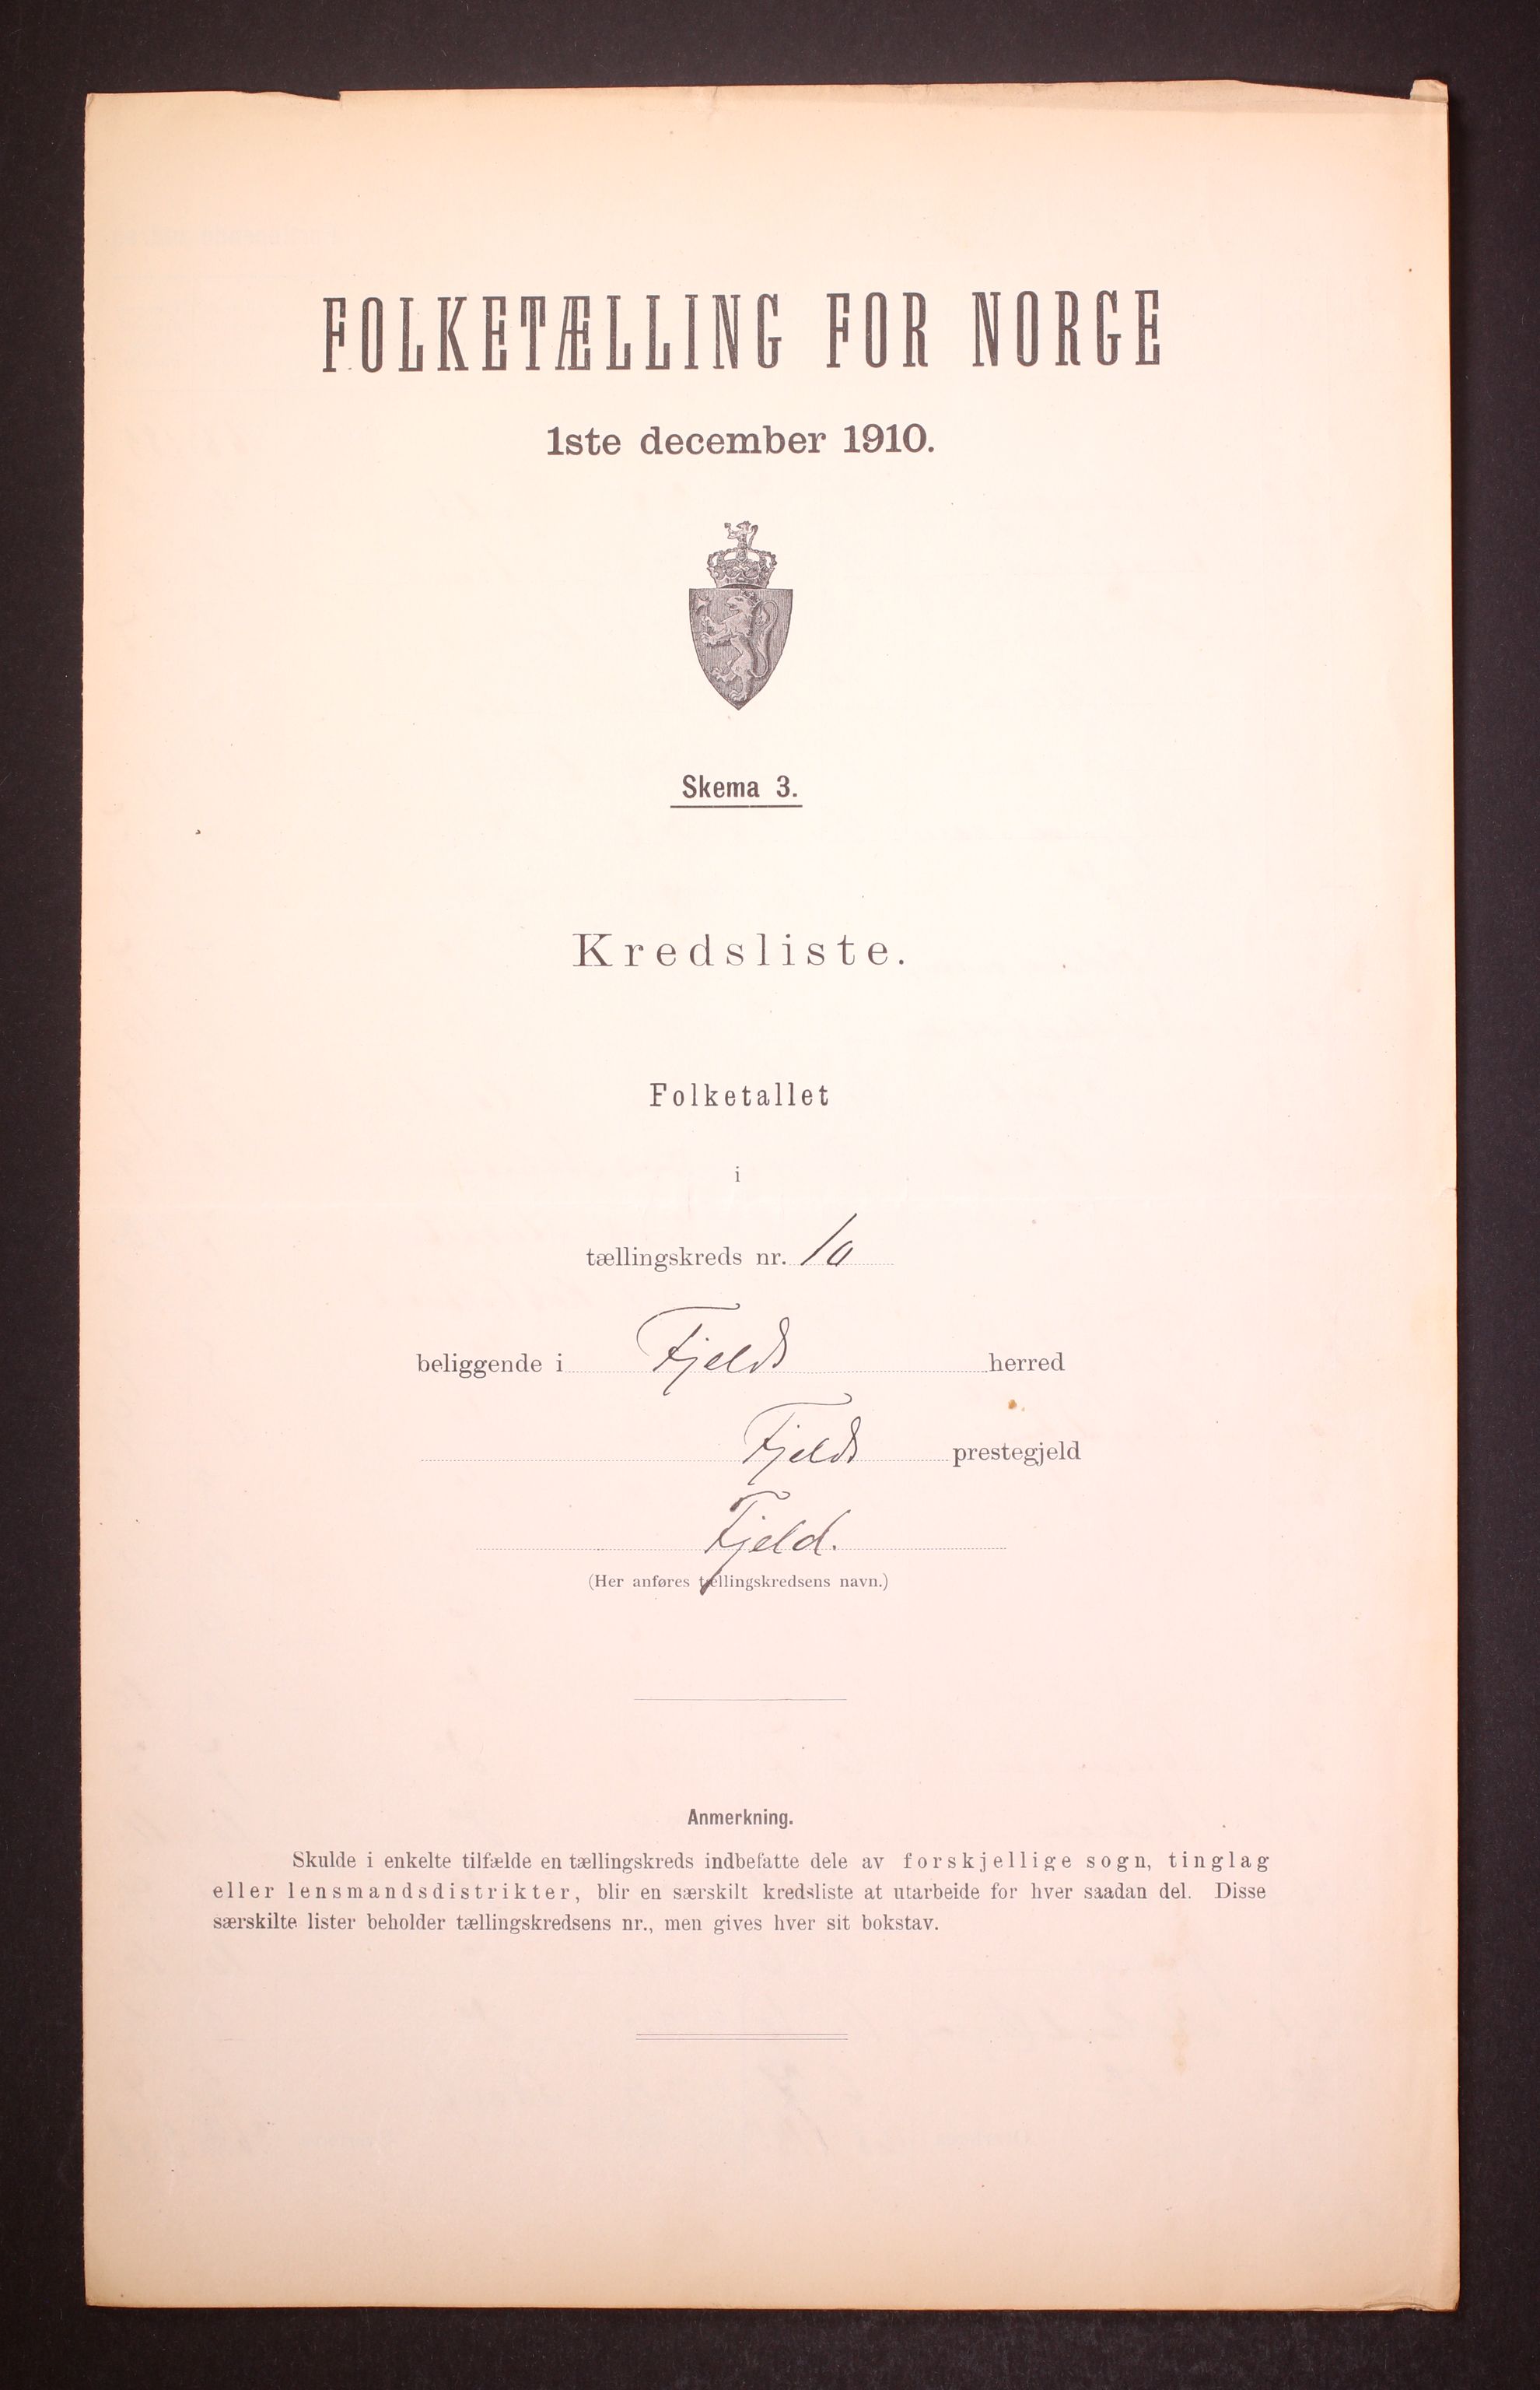 FOLKETÆLLING FOR NORGE
1ste december 1910.
Skema 3.
Kredsliste.
Folketallet
i
tællingskreds nr. 10
beliggende i Fjelds herred
Fjelds prestegjeld
Fjeld.
(Her anføres tællingskredsens navn.)
Anmerkning.
Skulde i enkelte tilfælde en tællingskreds indbefatte dele av forskjellige sogn, tinglag
eller lensmandsdistrikter, blir en særskilt kredsliste at utarbeide for hver saadan del. Disse
særskilte lister beholder tællingskredsens nr., men gives hver sit bokstav.